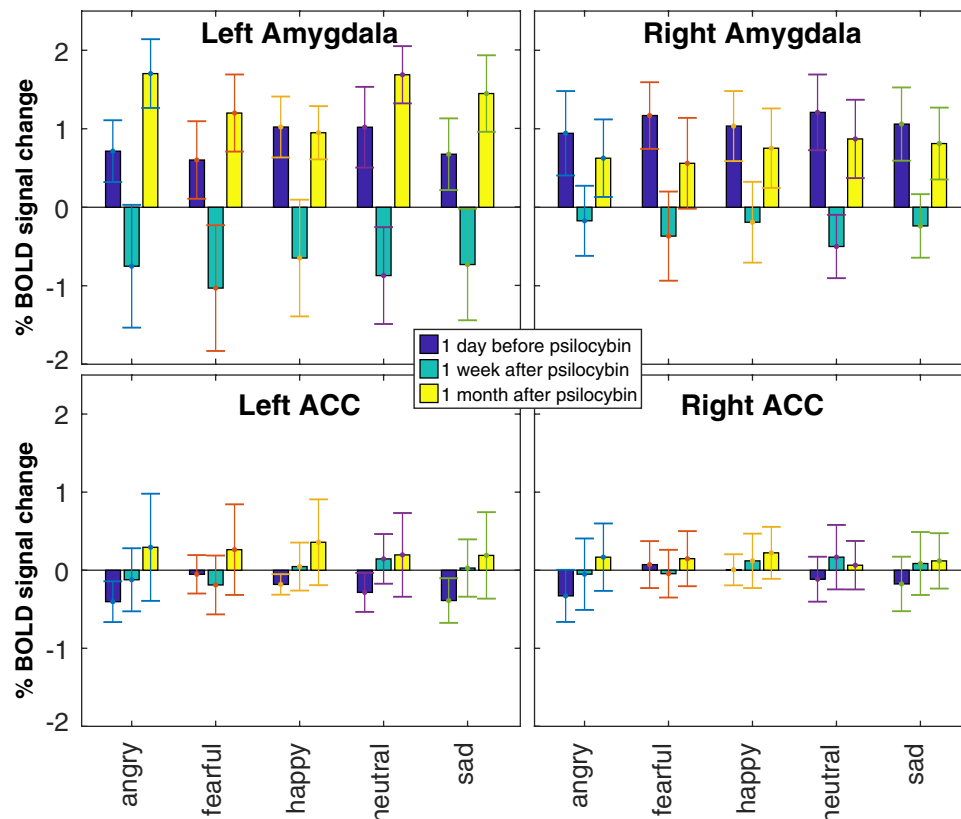 Left Amygdala
Right Amygdala
% BOLD signal change
2
1
0
-1
-2
1 day before psilocybin
1 week after psilocybin
1 month after psilocybin
Left ACC
Right ACC
% BOLD signal change
2
1
0
-1
-2
angry
fearful
happy
neutral
sad
angry
fearful
happy
neutral
sad